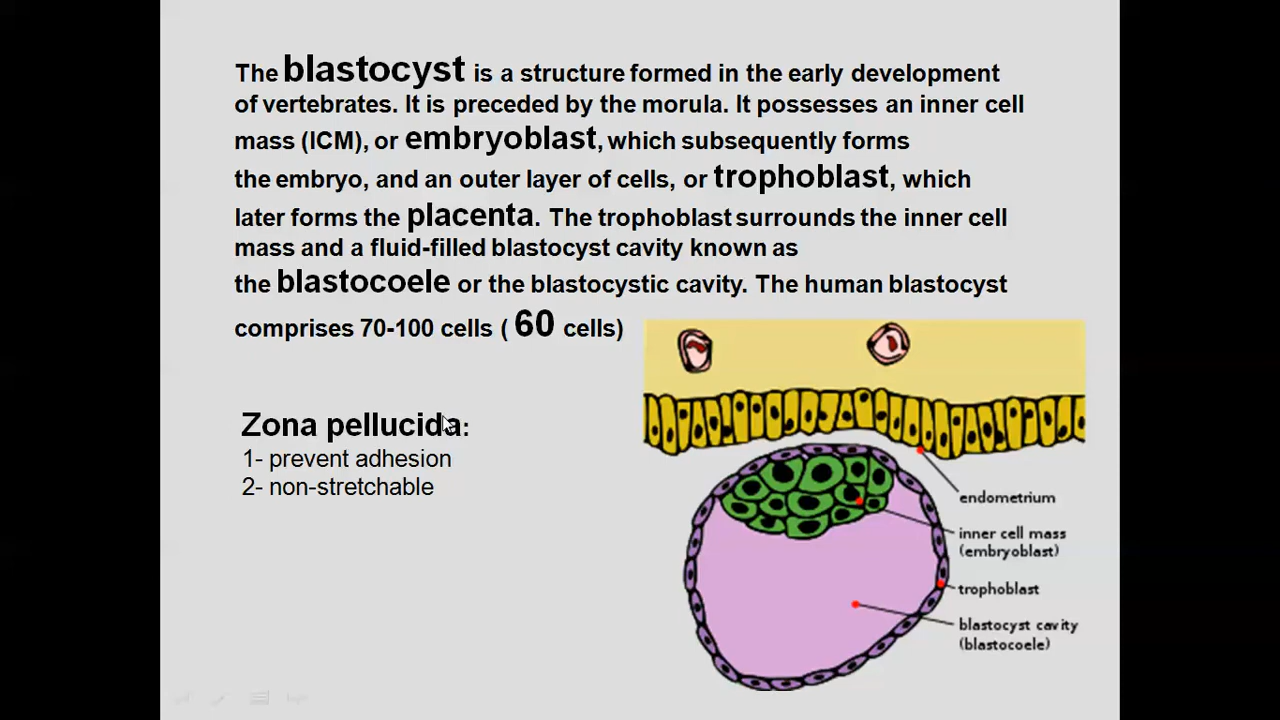 The blastocyst is a structure formed in the early development
of vertebrates. It is preceded by the morula. It possesses an inner cell
mass (ICM), or embryoblast, which subsequently forms
the embryo, and an outer layer of cells, or trophoblast, which
later forms the placenta. The trophoblast surrounds the inner cell
mass and a fluid-filled blastocyst cavity known as
the blastocoele or the blastocystic cavity. The human blastocyst
comprises 70-100 cells ( 60 cells)
Zona pellucida:
1- prevent adhesion
2- non-stretchable
endometrium
inner cell mass
(embryoblast)
trophoblast
blastocyst cavity
(blastocoele)